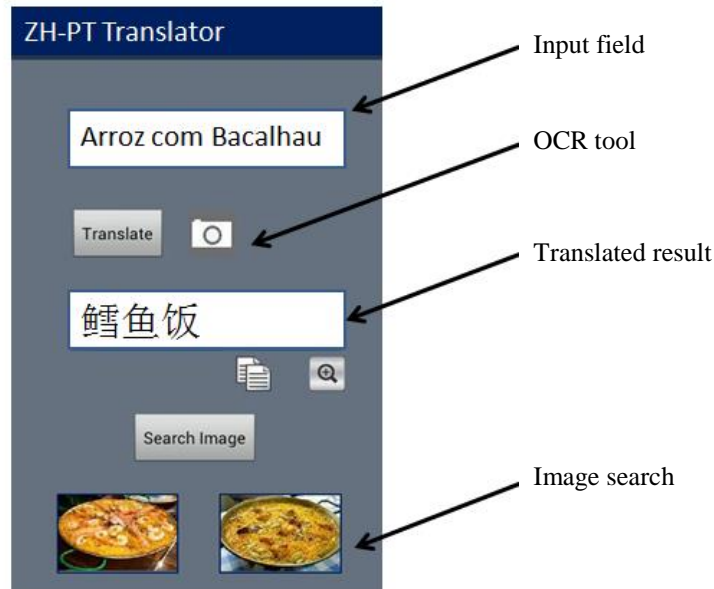 ZH-PT Translator
Input field
Arroz com Bacalhau
OCR tool
Translate
Translated result
鳕鱼饭
Search Image
Image search